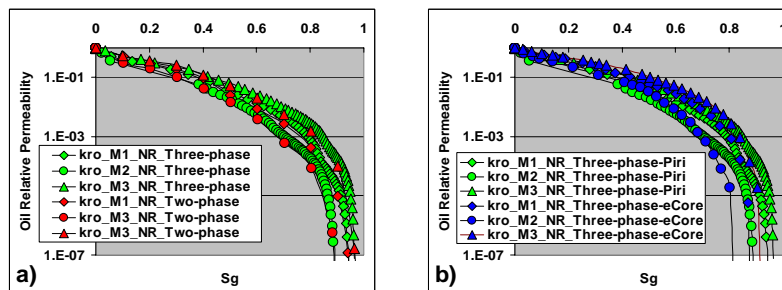 0 0.2 0.4 0.6 0.8 1
1.E-01
1.E-03
1.E-07
Oil Relative Permeability
kro_M1_NR_Three-phase
kro_M2_NR_Three-phase
kro_M3_NR_Three-phase
kro_M1_NR_Two-phase
kro_M3_NR_Two-phase
kro_M3_NR_Two-phase
a)
Sg
0 0.2 0.4 0.6 0.8 1
1.E-01
1.E-03
1.E-07
Oil Relative Permeability
kro_M1_NR_Three-phase-Piri
kro_M2_NR_Three-phase-Piri
kro_M3_NR_Three-phase-Piri
kro_M1_NR_Three-phase-eCore
kro_M2_NR_Three-phase-eCore
kro_M3_NR_Three-phase-eCore
b)
Sg